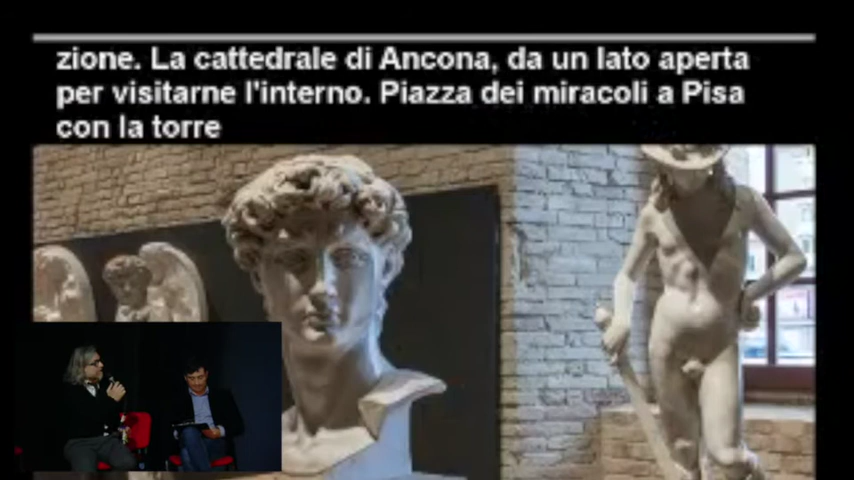 zione. La cattedrale di Ancona, da un lato aperta
per visitarne l'interno. Piazza dei miracoli a Pisa
con la torre